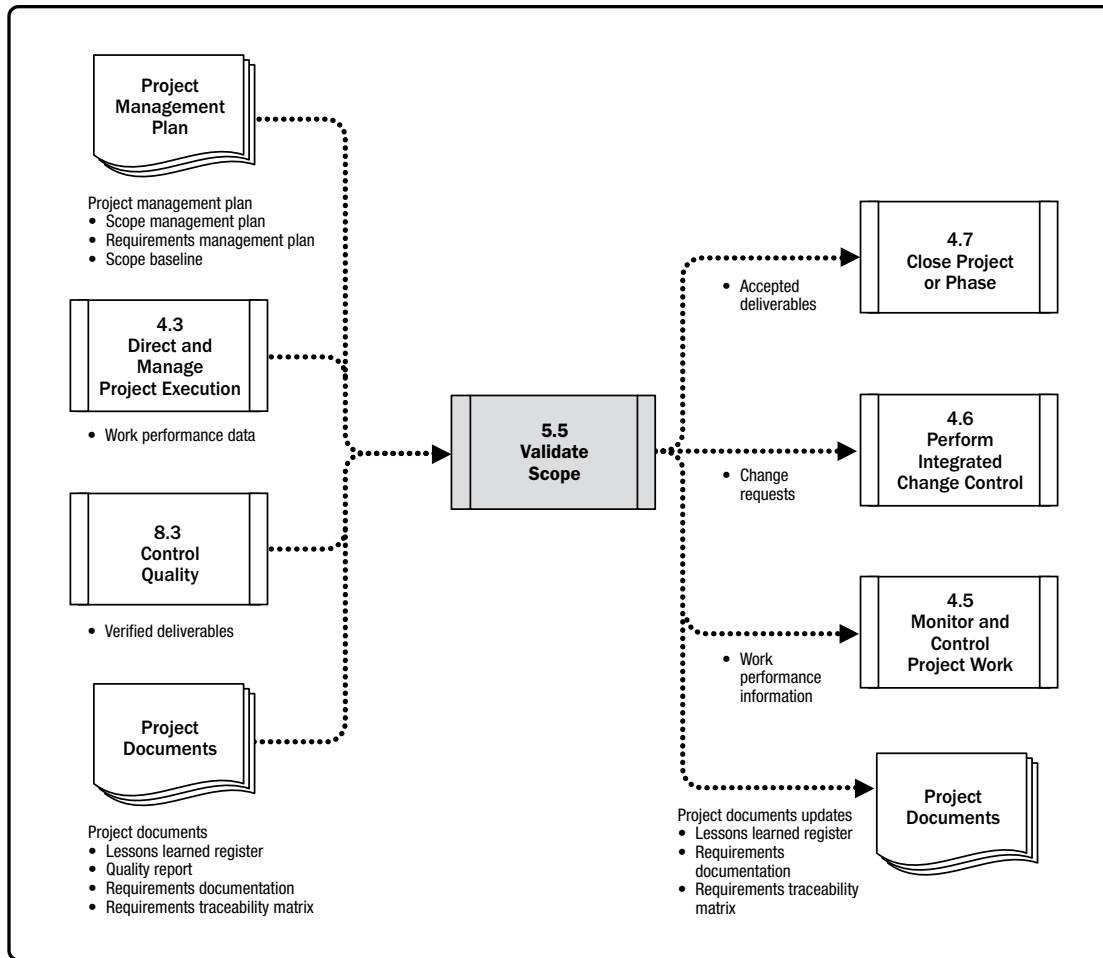 Project
Management
Plan
Project management plan
• Scope management plan
• Requirements management plan
• Scope baseline
4.3
Direct and
Manage
Project Execution
• Work performance data
8.3
Control
Quality
• Verified deliverables
Project
Documents
Project documents
• Lessons learned register
• Quality report
• Requirements documentation
• Requirements traceability matrix
5.5
Validate
Scope
• Accepted
deliverables
4.7
Close Project
or Phase
• Change
requests
4.6
Perform
Integrated
Change Control
• Work
performance
information
4.5
Monitor and
Control
Project Work
Project documents updates
• Lessons learned register
• Requirements
documentation
• Requirements traceability
matrix
Project
Documents